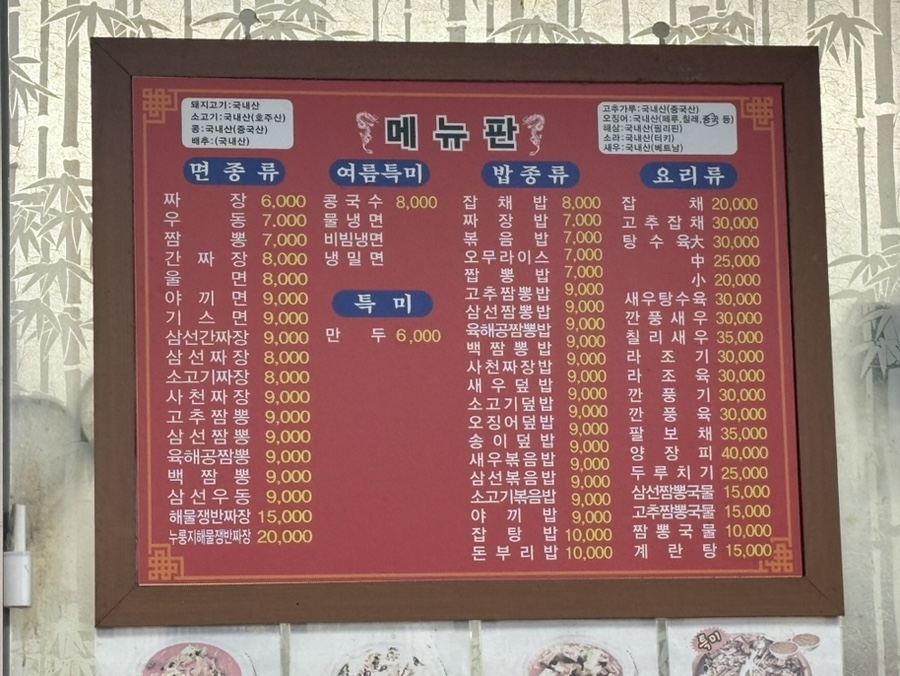 돼지고기:국내산
소고기:국내산(호주산)
콩:국내산(중국산)
배추:(국내산)
메뉴판
고추가루:국내산(중국산)
오징어:국내산(페루,칠레,중국 등)
해삼:국내산(필리핀)
소라:국내산(터키)
새우:국내산(베트남)
면종류
짜장 6,000
우동 7.000
짬뽕 7,000
간짜장 8,000
울면 8,000
야끼면 9,000
기스면 9,000
삼선간짜장 9,000
삼선짜장 8,000
소고기짜장 8,000
사천짜장 9,000
고추짬뽕 9,000
삼선짬뽕 9,000
육해공짬뽕 9,000
백짬뽕 9,000
삼선우동 9,000
해물쟁반짜장 15,000
누룽지해물쟁반짜장 20,000
여름특미
콩국수 8,000
물냉면
비빔냉면
냉밀면
특미
만두 6,000
밥종류
잡채밥 8,000
짜장밥 7,000
볶음밥 7,000
오무라이스 7,000
짬뽕밥 7,000
고추짬뽕밥 9,000
삼선짬뽕밥 9,000
육해공짬뽕밥 9,000
백짬뽕밥 9,000
사천짜장밥 9,000
새우덮밥 9,000
소고기덮밥 9,000
오징어덮밥 9,000
송이덮밥 9,000
새우볶음밥 9,000
삼선볶음밥 9,000
소고기볶음밥 9,000
야끼밥 9,000
잡탕밥 10,000
돈부리밥 10,000
요리류
잡채 20,000
고추잡채 30,000
탕수육大 30,000
中 25,000
小 20,000
새우탕수육 30,000
깐풍새우 30,000
칠리새우 35,000
라조기 30,000
라조육 30,000
깐풍기 30,000
깐풍육 30,000
팔보채 35,000
양장피 40,000
두루치기 25,000
삼선짬뽕국물 15,000
고추짬뽕국물 15,000
짬뽕국물 10,000
계란탕 15,000
특미